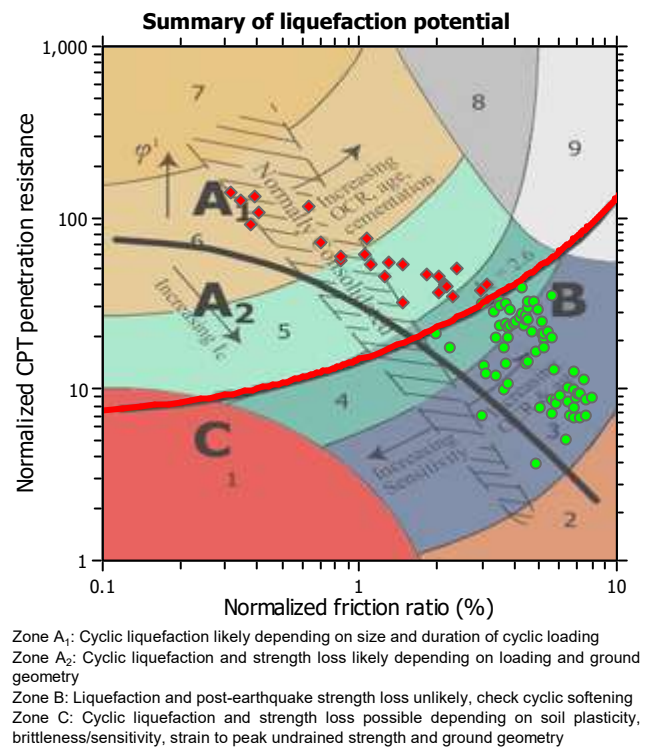 Summary of liquefaction potential
1,000
100
10
1
Normalized CPT penetration resistance
7
8
9
φ'
A1
Normally consolidated
Increasing
OCR, age,
cementation
6
A2
Increasing Ic
5
= 2.6
B
4
3
C
1
Increasing
Sensitivity
2
0.1
1
10
Normalized friction ratio (%)
Zone A1: Cyclic liquefaction likely depending on size and duration of cyclic loading
Zone A2: Cyclic liquefaction and strength loss likely depending on loading and ground
geometry
Zone B: Liquefaction and post-earthquake strength loss unlikely, check cyclic softening
Zone C: Cyclic liquefaction and strength loss possible depending on soil plasticity,
brittleness/sensitivity, strain to peak undrained strength and ground geometry